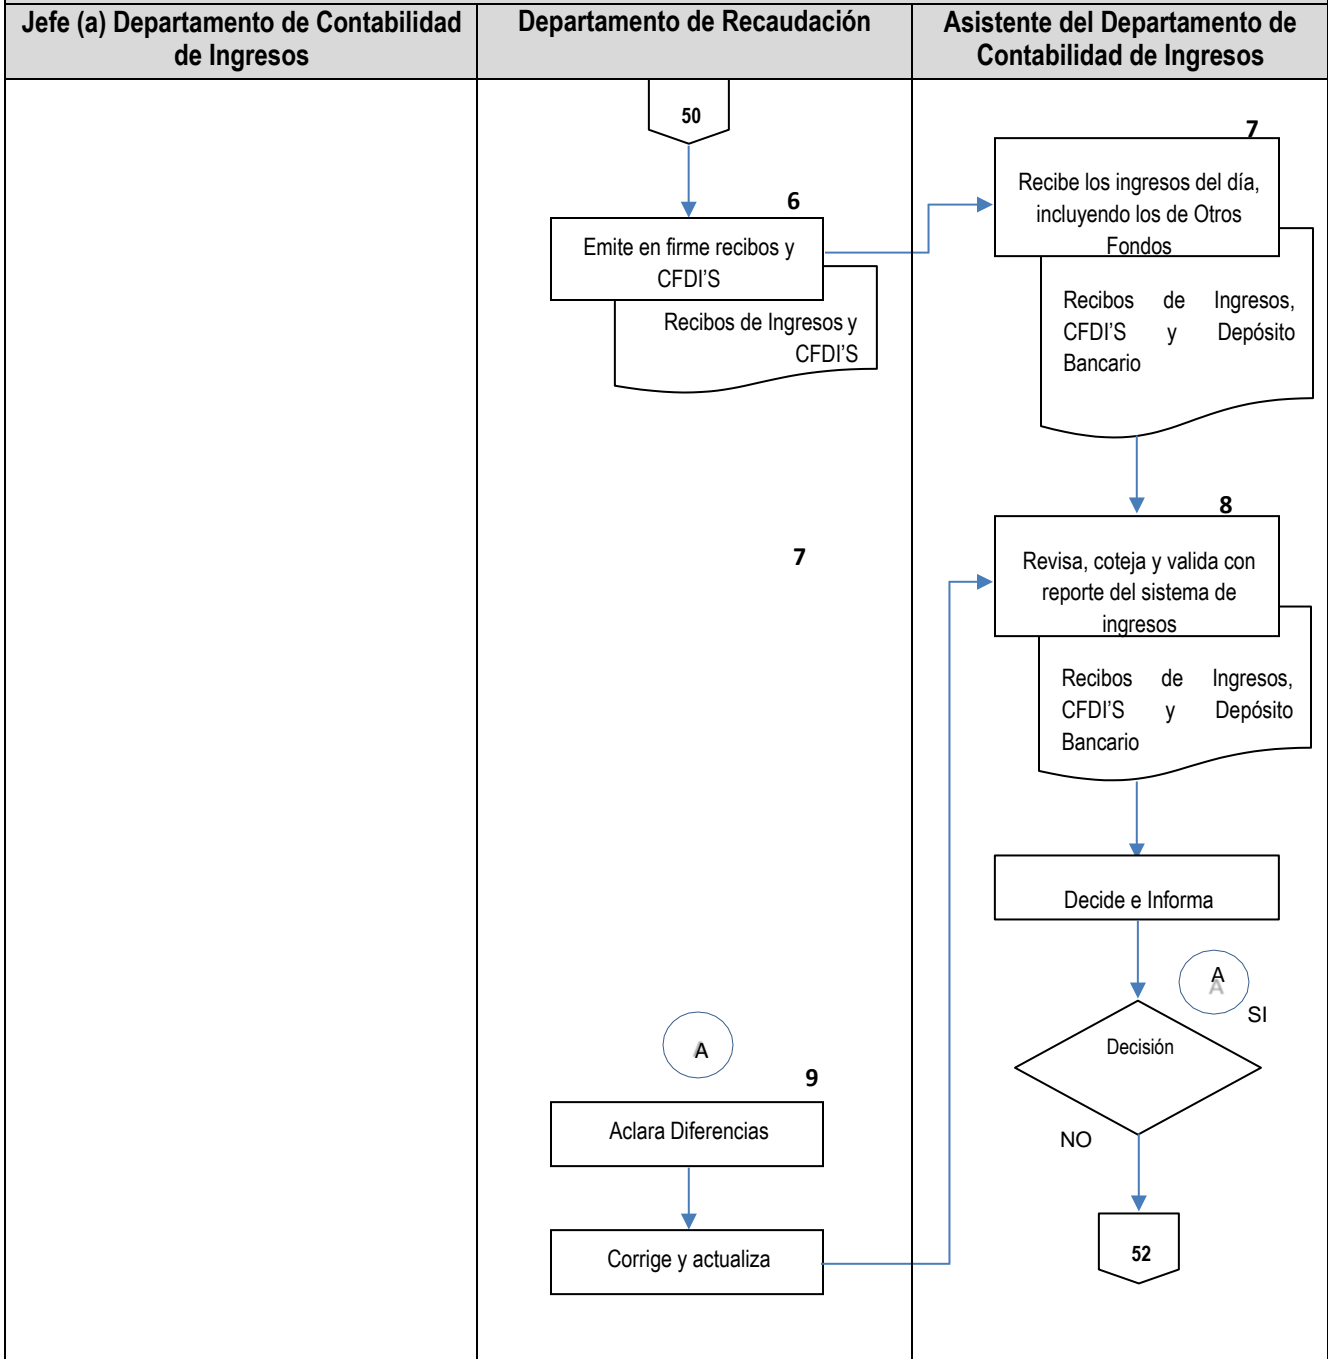 Jefe (a) Departamento de Contabilidad
de Ingresos
Departamento de Recaudación
Asistente del Departamento de
Contabilidad de Ingresos
50
6
Emite en firme recibos y
CFDI'S
Recibos de Ingresos y
CFDI'S
7
Recibe los ingresos del día,
incluyendo los de Otros
Fondos
Recibos de Ingresos,
CFDI'S y Depósito
Bancario
7
8
Revisa, coteja y valida con
reporte del sistema de
ingresos
Recibos de Ingresos,
CFDI'S y Depósito
Bancario
Decide e Informa
A
SI
Decisión
NO
52
A
9
Aclara Diferencias
Corrige y actualiza